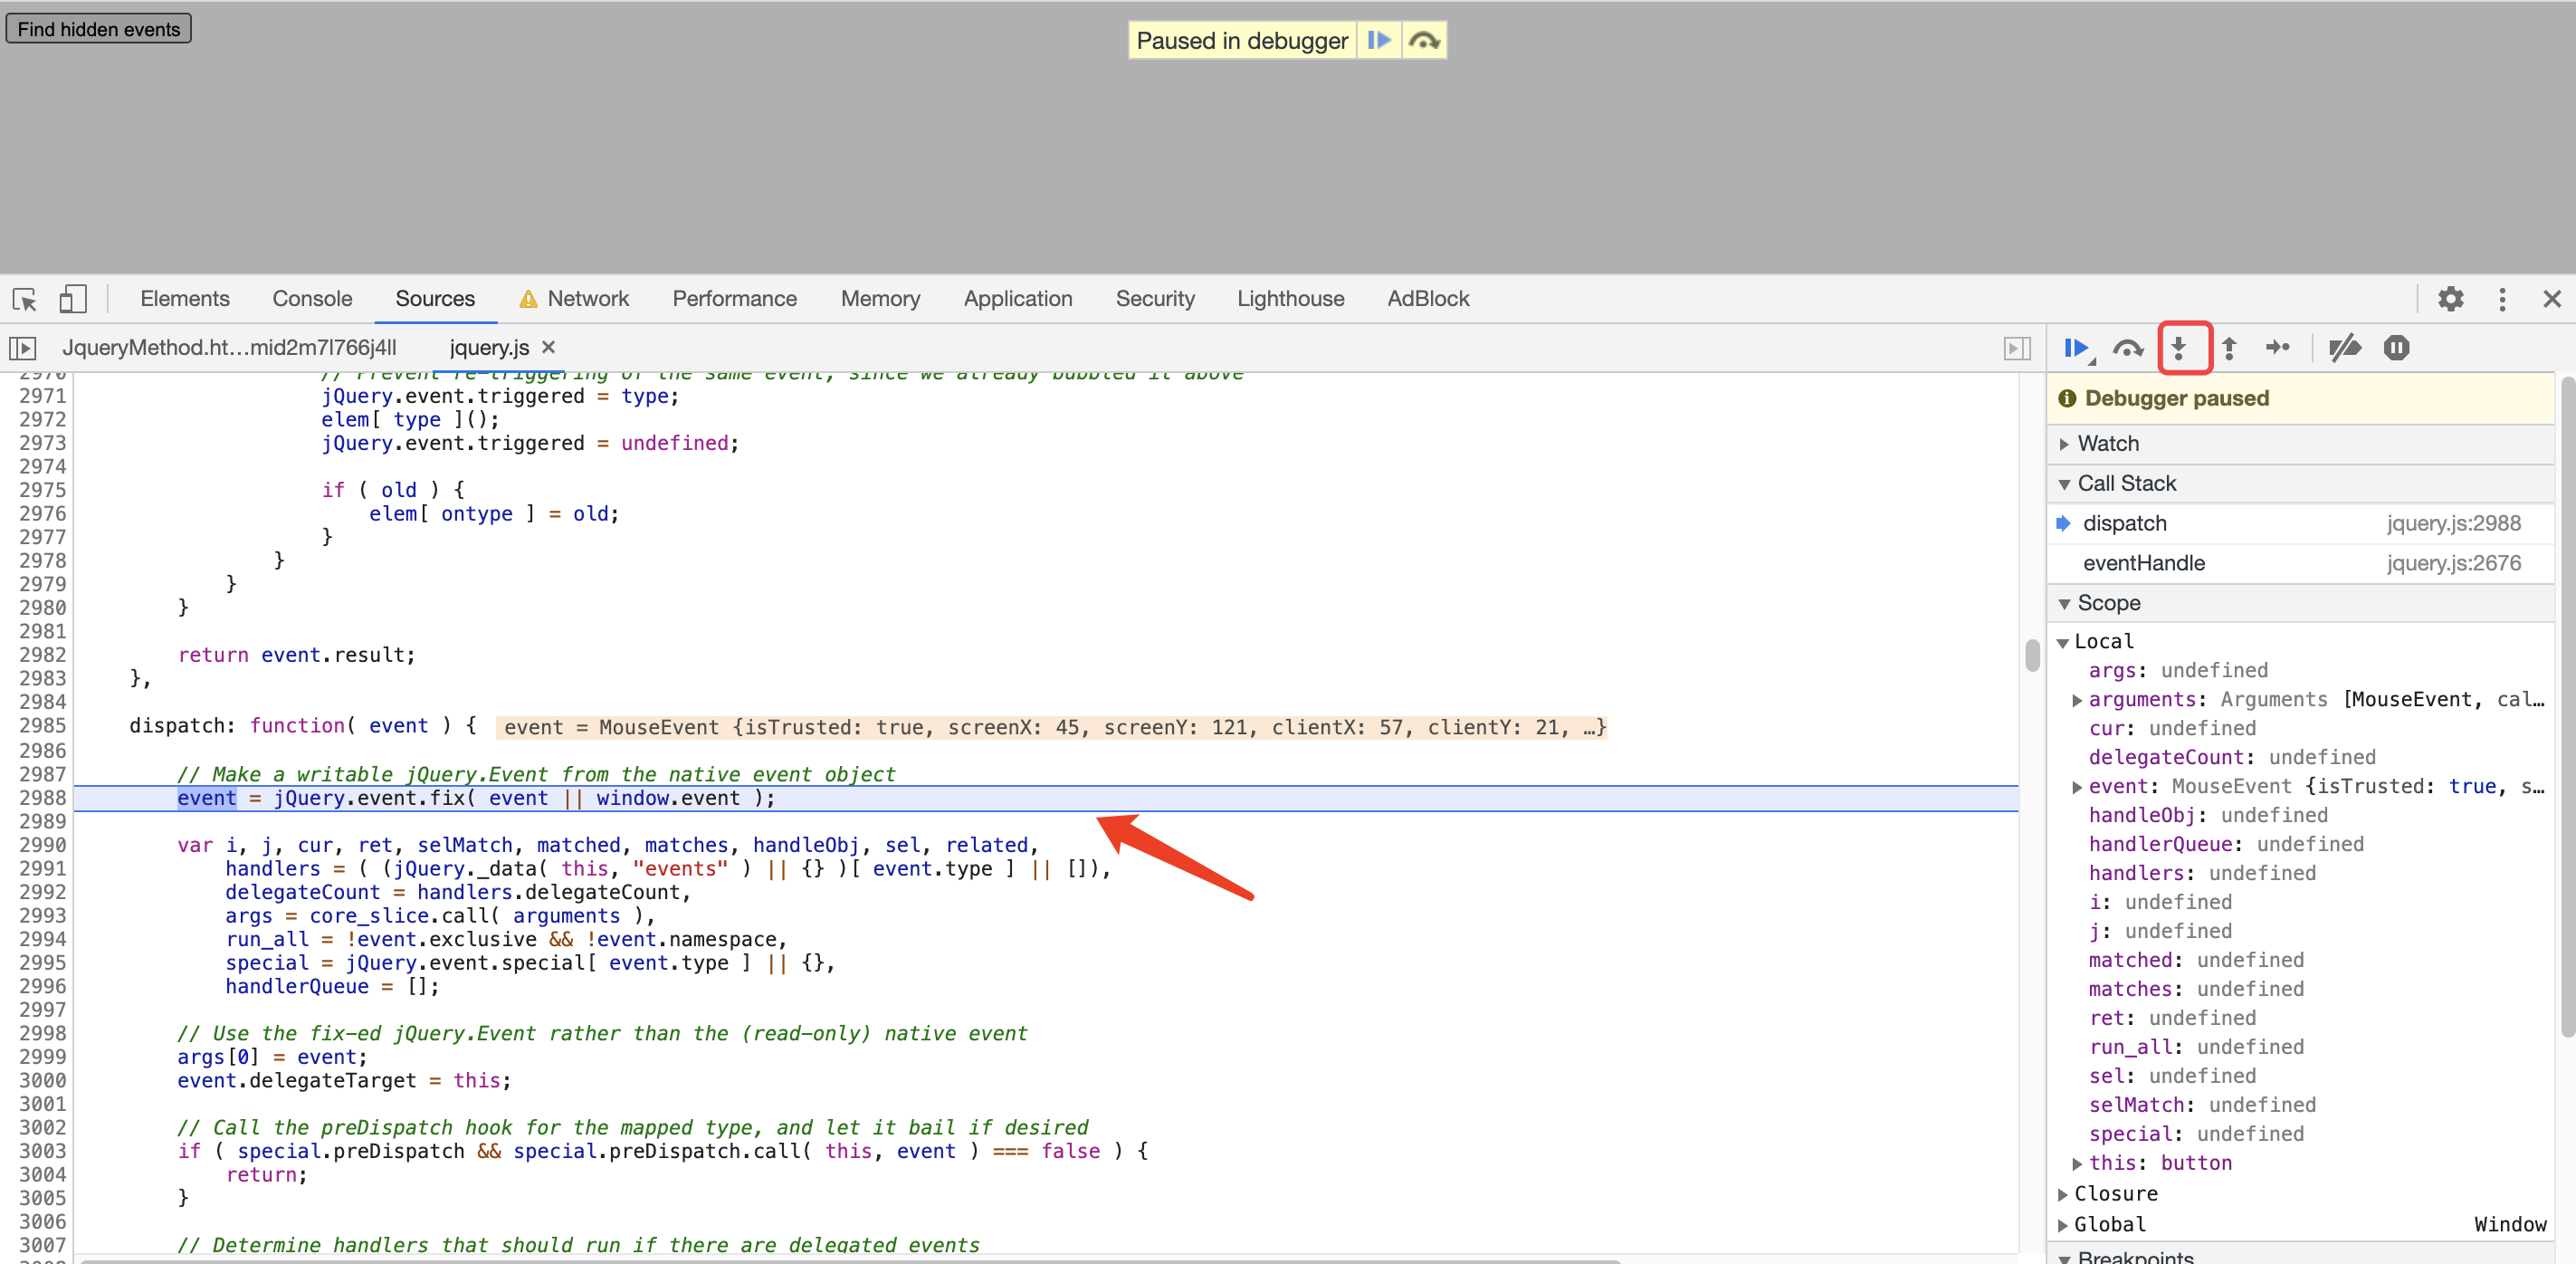 Find hidden events
Paused in debugger
Elements Console Sources Network Performance Memory Application Security Lighthouse AdBlock
JqueryMethod.ht…mid2m7l766j4ll jquery.js ×
2970 // Prevent re-triggering of the same event, since we already bubbled it above
2971 jQuery.event.triggered = type;
2972 elem[ type ]();
2973 jQuery.event.triggered = undefined;
2974
2975 if ( old ) {
2976 elem[ ontype ] = old;
2977 }
2978 }
2979 }
2980 }
2981
2982 return event.result;
2983 },
2984
2985 dispatch: function( event ) { event = MouseEvent {isTrusted: true, screenX: 45, screenY: 121, clientX: 57, clientY: 21, …}
2986
2987 // Make a writable jQuery.Event from the native event object
2988 event = jQuery.event.fix( event || window.event );
2989
2990 var i, j, cur, ret, selMatch, matched, matches, handleObj, sel, related,
2991 handlers = ( (jQuery._data( this, "events" ) || {} )[ event.type ] || []),
2992 delegateCount = handlers.delegateCount,
2993 args = core_slice.call( arguments ),
2994 run_all = !event.exclusive && !event.namespace,
2995 special = jQuery.event.special[ event.type ] || {},
2996 handlerQueue = [];
2997
2998 // Use the fix-ed jQuery.Event rather than the (read-only) native event
2999 args[0] = event;
3000 event.delegateTarget = this;
3001
3002 // Call the preDispatch hook for the mapped type, and let it bail if desired
3003 if ( special.preDispatch && special.preDispatch.call( this, event ) === false ) {
3004 return;
3005 }
3006
3007 // Determine handlers that should run if there are delegated events
Debugger paused
Watch
Call Stack
dispatch jquery.js:2988
eventHandle jquery.js:2676
Scope
Local
args: undefined
arguments: Arguments [MouseEvent, cal…
cur: undefined
delegateCount: undefined
event: MouseEvent {isTrusted: true, s…
handleObj: undefined
handlerQueue: undefined
handlers: undefined
i: undefined
j: undefined
matched: undefined
matches: undefined
ret: undefined
run_all: undefined
sel: undefined
selMatch: undefined
special: undefined
this: button
Closure
Global Window
Breakpoints